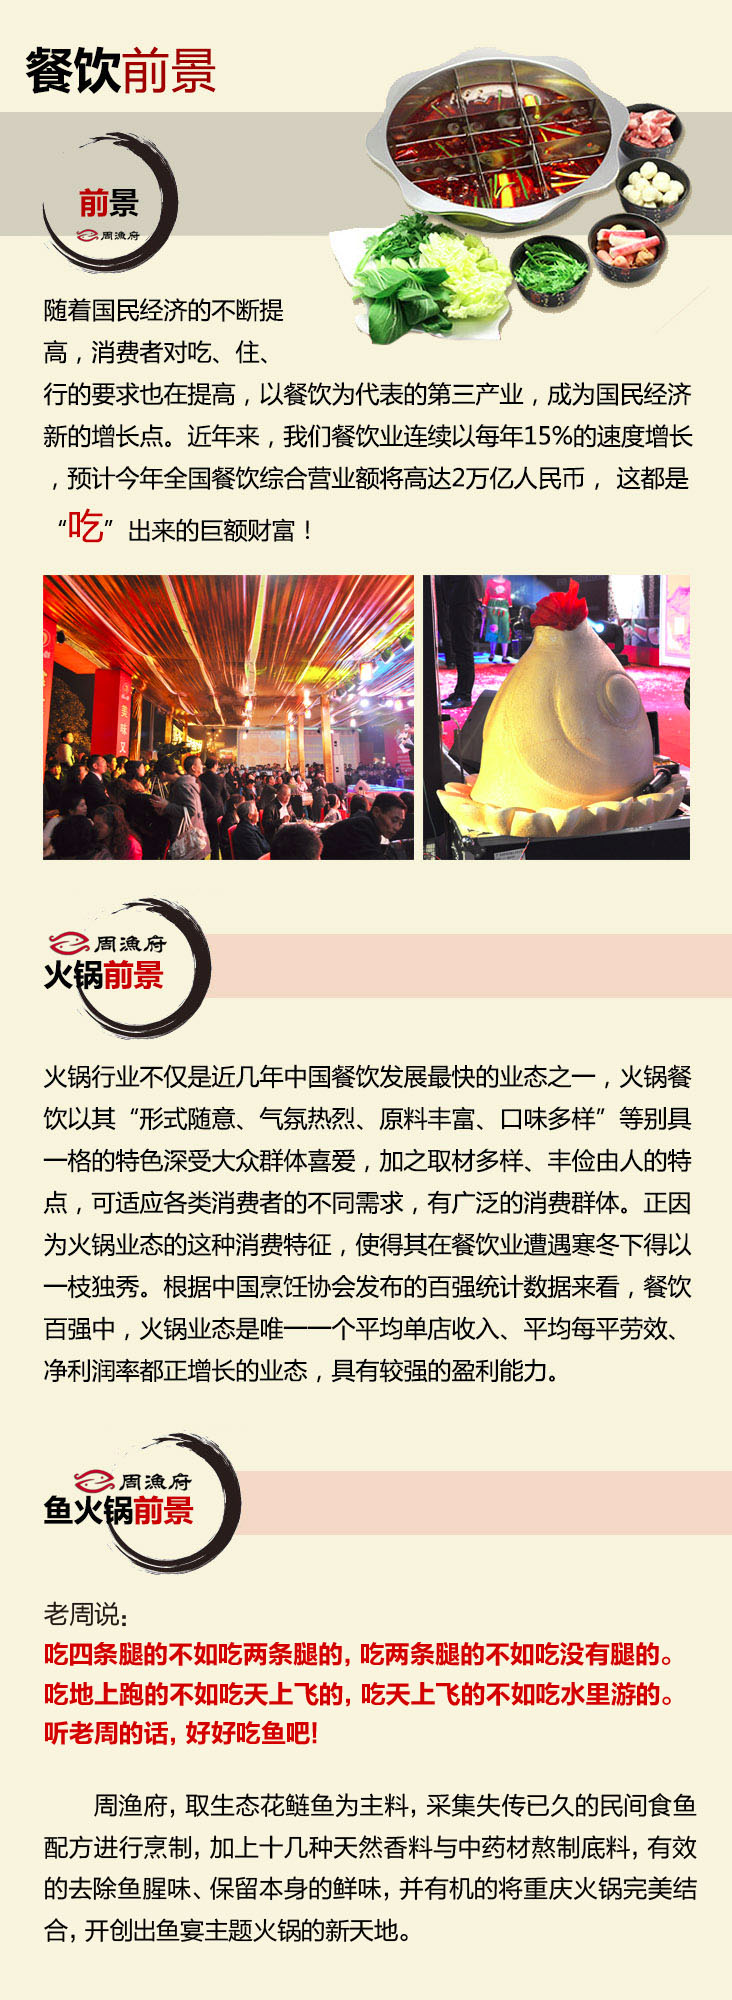 餐饮前景
前景
周漁府
随着国民经济的不断提
高，消费者对吃、住、
行的要求也在提高，以餐饮为代表的第三产业，成为国民经济
新的增长点。近年来，我们餐饮业连续以每年15%的速度增长
，预计今年全国餐饮综合营业额将高达2万亿人民币， 这都是
“吃”出来的巨额财富！
美味又
周漁府
火锅前景
火锅行业不仅是近几年中国餐饮发展最快的业态之一，火锅餐
饮以其“形式随意、气氛热烈、原料丰富、口味多样”等别具
一格的特色深受大众群体喜爱，加之取材多样、丰俭由人的特
点，可适应各类消费者的不同需求，有广泛的消费群体。正因
为火锅业态的这种消费特征，使得其在餐饮业遭遇寒冬下得以
一枝独秀。根据中国烹饪协会发布的百强统计数据来看，餐饮
百强中，火锅业态是唯一一个平均单店收入、平均每平劳效、
净利润率都正增长的业态，具有较强的盈利能力。
周漁府
鱼火锅前景
老周说：
吃四条腿的不如吃两条腿的，吃两条腿的不如吃没有腿的。
吃地上跑的不如吃天上飞的，吃天上飞的不如吃水里游的。
听老周的话，好好吃鱼吧！
周渔府，取生态花鲢鱼为主料，采集失传已久的民间食鱼
配方进行烹制，加上十几种天然香料与中药材熬制底料，有效
的去除鱼腥味、保留本身的鲜味，并有机的将重庆火锅完美结
合，开创出鱼宴主题火锅的新天地。